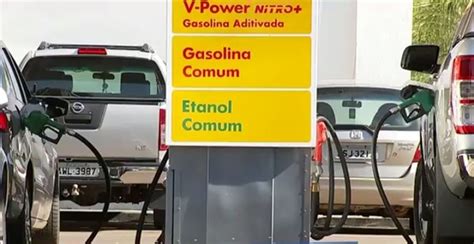 V-Power NITRO+
Gasolina Aditivada
Gasolina
Comum
Etanol
Comum